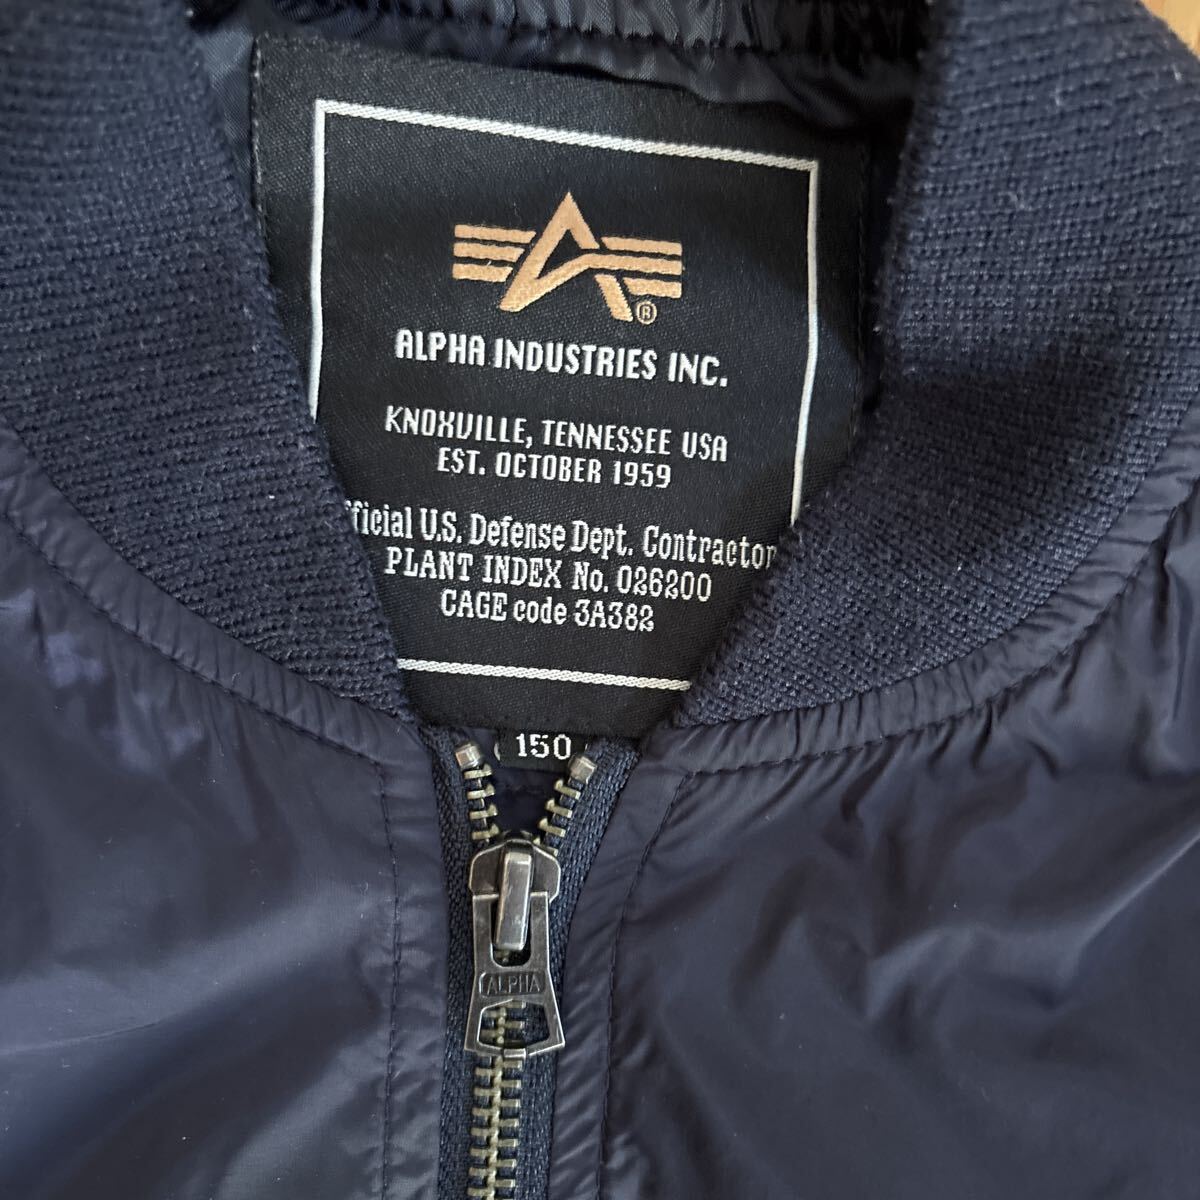 ®
ALPHA INDUSTRIES INC.
KNOXVILLE, TENNESSEE USA
EST. OCTOBER 1959
fficial U.S. Defense Dept. Contractor
PLANT INDEX No. 026200
CAGE code 3A382
150
ALPHA